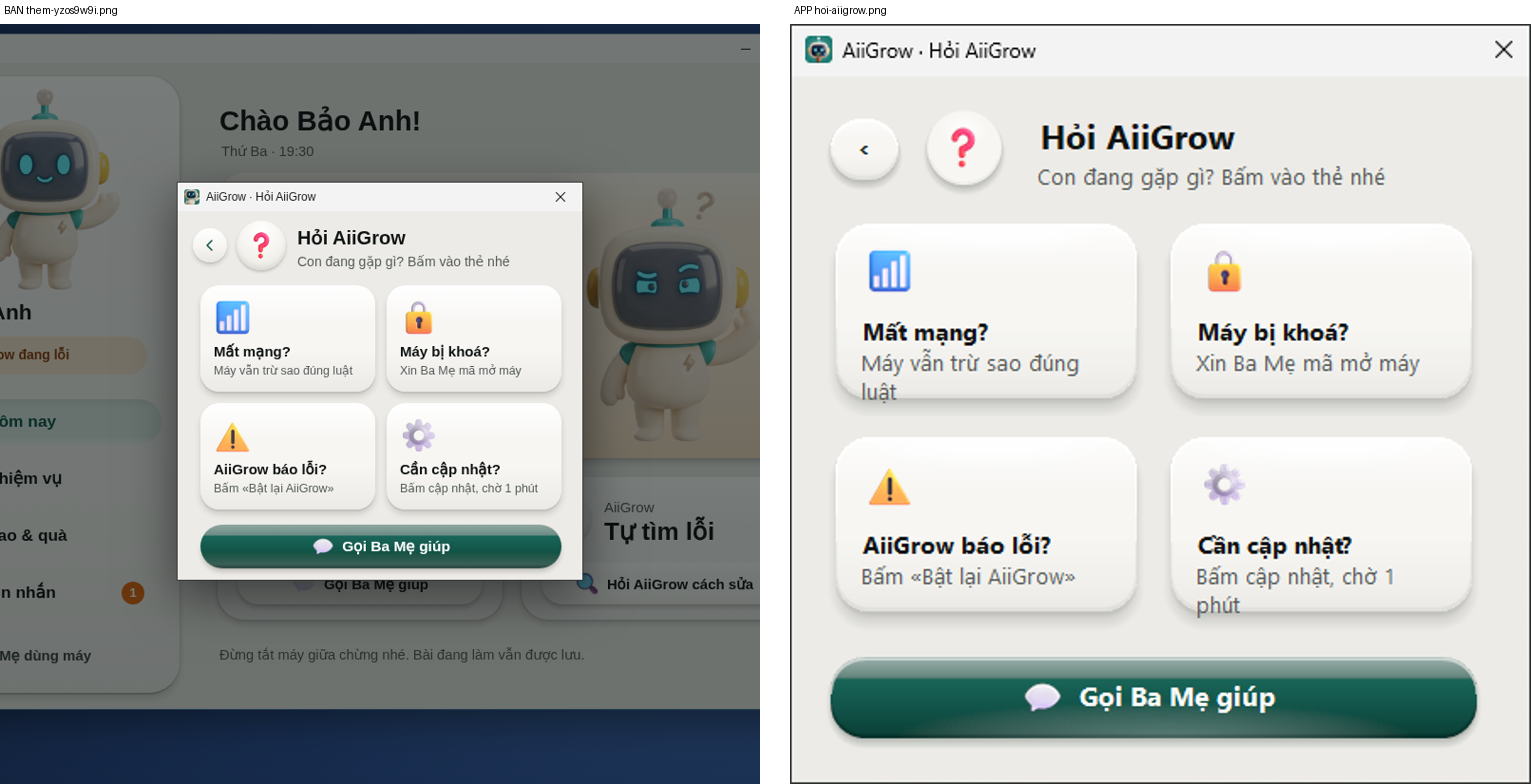 BAN them-yzos9w9i.png
Chào Bảo Anh!
Thứ Ba · 19:30
AiiGrow · Hỏi AiiGrow
?
Hỏi AiiGrow
Con đang gặp gì? Bấm vào thẻ nhé
Mất mạng?
Máy vẫn trừ sao đúng luật
Máy bị khoá?
Xin Ba Mẹ mã mở máy
AiiGrow báo lỗi?
Bấm «Bật lại AiiGrow»
Cần cập nhật?
Bấm cập nhật, chờ 1 phút
Gọi Ba Mẹ giúp
Anh
ow đang lỗi
ôm nay
hiệm vụ
ao & quà
n nhắn
1
Mẹ dùng máy
?
AiiGrow
Tự tìm lỗi
Gọi Ba Mẹ giúp
Hỏi AiiGrow cách sửa
Đừng tắt máy giữa chừng nhé. Bài đang làm vẫn được lưu.
APP hoi-aiigrow.png
AiiGrow · Hỏi AiiGrow
?
Hỏi AiiGrow
Con đang gặp gì? Bấm vào thẻ nhé
Mất mạng?
Máy vẫn trừ sao đúng
luật
Máy bị khoá?
Xin Ba Mẹ mã mở máy
AiiGrow báo lỗi?
Bấm «Bật lại AiiGrow»
Cần cập nhật?
Bấm cập nhật, chờ 1
phút
Gọi Ba Mẹ giúp